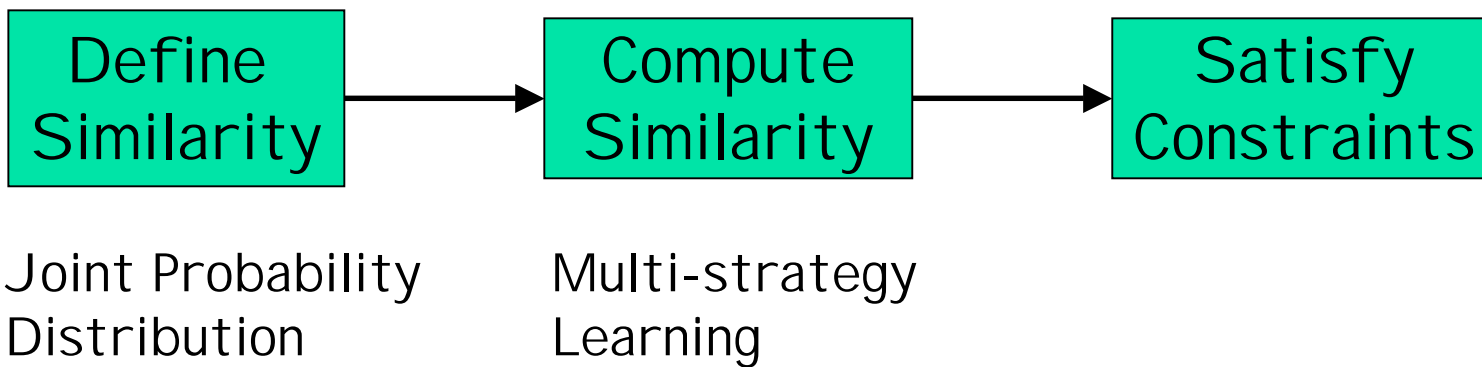 Define
Similarity
Compute
Similarity
Satisfy
Constraints
Joint Probability
Distribution
Multi-strategy
Learning